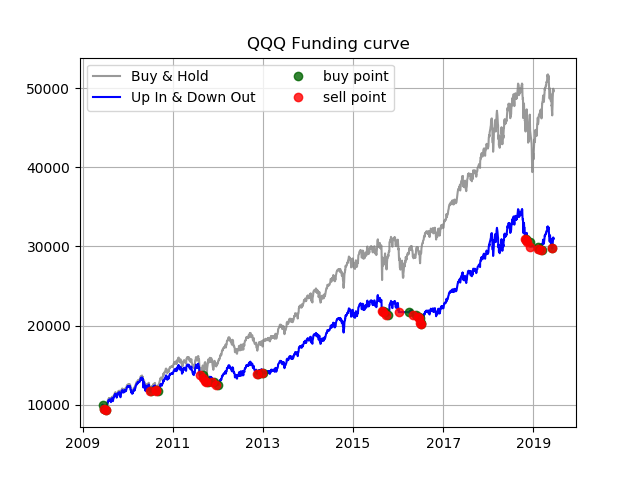 QQQ Funding curve
Buy & Hold
Up In & Down Out
buy point
sell point
50000
40000
30000
20000
10000
2009 2011 2013 2015 2017 2019